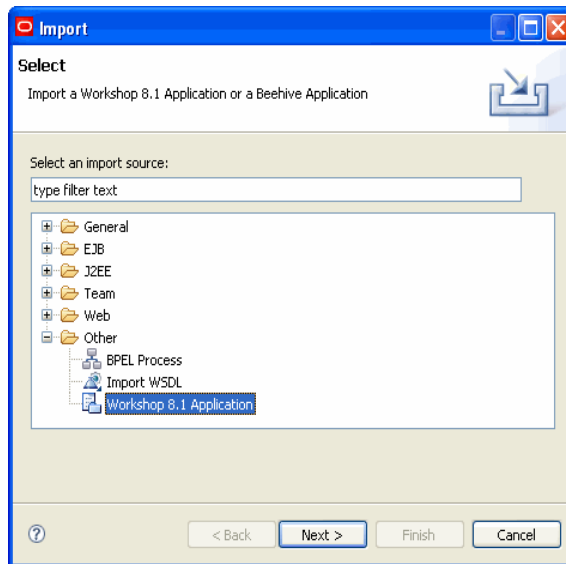 Import
Select
Import a Workshop 8.1 Application or a Beehive Application
Select an import source:
type filter text
General
EJB
J2EE
Team
Web
Other
BPEL Process
Import WSDL
Workshop 8.1 Application
< Back Next > Finish Cancel